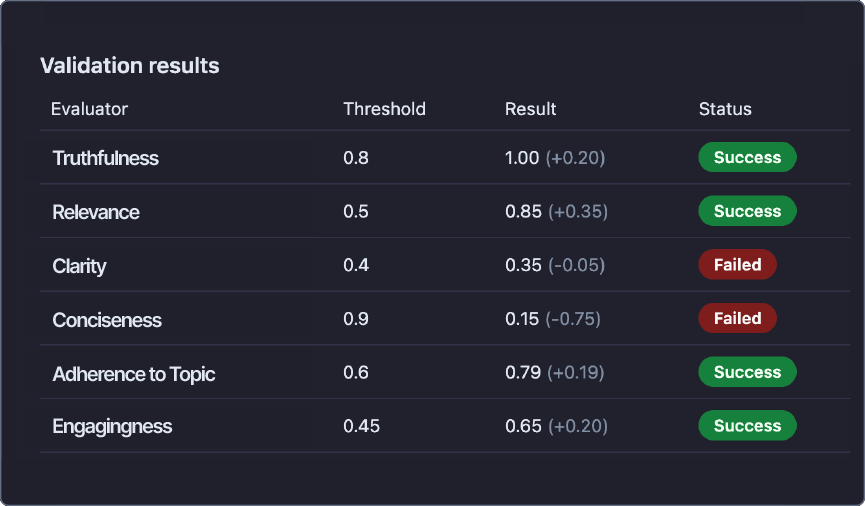 Validation results
Evaluator Threshold Result Status
Truthfulness 0.8 1.00 (+0.20) Success
Relevance 0.5 0.85 (+0.35) Success
Clarity 0.4 0.35 (-0.05) Failed
Conciseness 0.9 0.15 (-0.75) Failed
Adherence to Topic 0.6 0.79 (+0.19) Success
Engagingness 0.45 0.65 (+0.20) Success